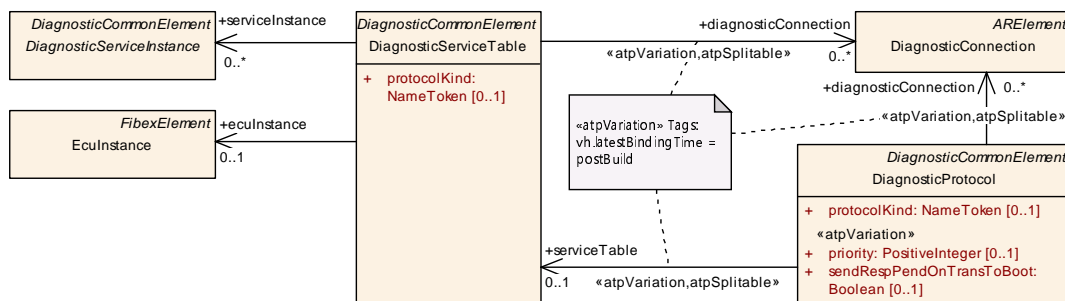 DiagnosticCommonElement
DiagnosticServiceInstance
+serviceInstance
0..*
DiagnosticCommonElement
DiagnosticServiceTable
+ protocolKind:
NameToken [0..1]
+diagnosticConnection
«atpVariation,atpSplitable»
0..*
ARElement
DiagnosticConnection
FibexElement
EcuInstance
+ecuInstance
0..1
«atpVariation» Tags:
vh.latestBindingTime =
postBuild
+diagnosticConnection
0..*
«atpVariation,atpSplitable»
DiagnosticCommonElement
DiagnosticProtocol
+ protocolKind: NameToken [0..1]
«atpVariation»
+ priority: PositiveInteger [0..1]
+ sendRespPendOnTransToBoot:
Boolean [0..1]
+serviceTable
0..1
«atpVariation,atpSplitable»